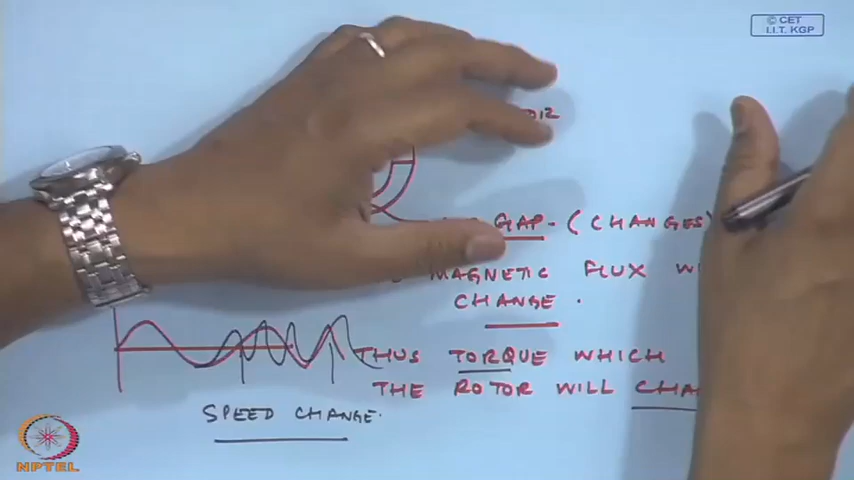 © CET
I.I.T. KGP
GAP - (CHANGES)
MAGNETIC FLUX
CHANGE.
THUS TORQUE WHICH
THE ROTOR WILL
SPEED CHANGE.
NPTEL